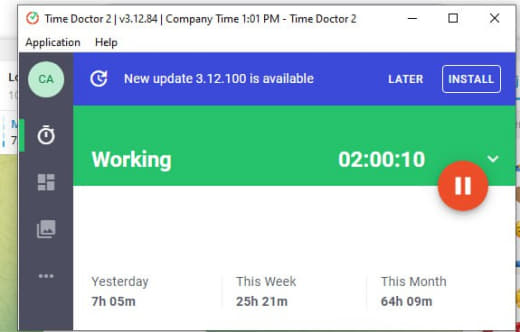 Time Doctor 2 | v3.12.84 | Company Time 1:01 PM - Time Doctor 2
Application Help
CA
New update 3.12.100 is available LATER INSTALL
Working 02:00:10
Yesterday This Week This Month
7h 05m 25h 21m 64h 09m